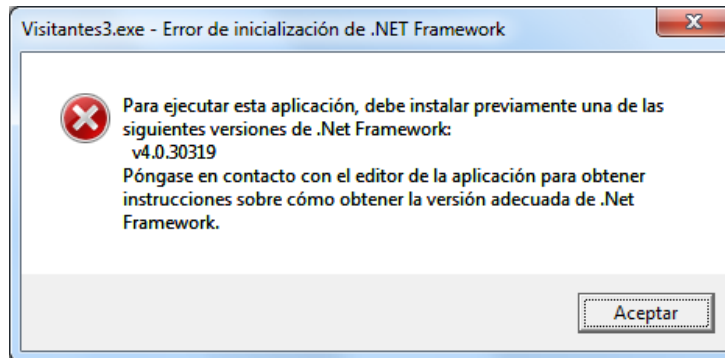 Visitantes3.exe - Error de inicialización de .NET Framework
Para ejecutar esta aplicación, debe instalar previamente una de las
siguientes versiones de .Net Framework:
v4.0.30319
Póngase en contacto con el editor de la aplicación para obtener
instrucciones sobre cómo obtener la versión adecuada de .Net
Framework.
Aceptar